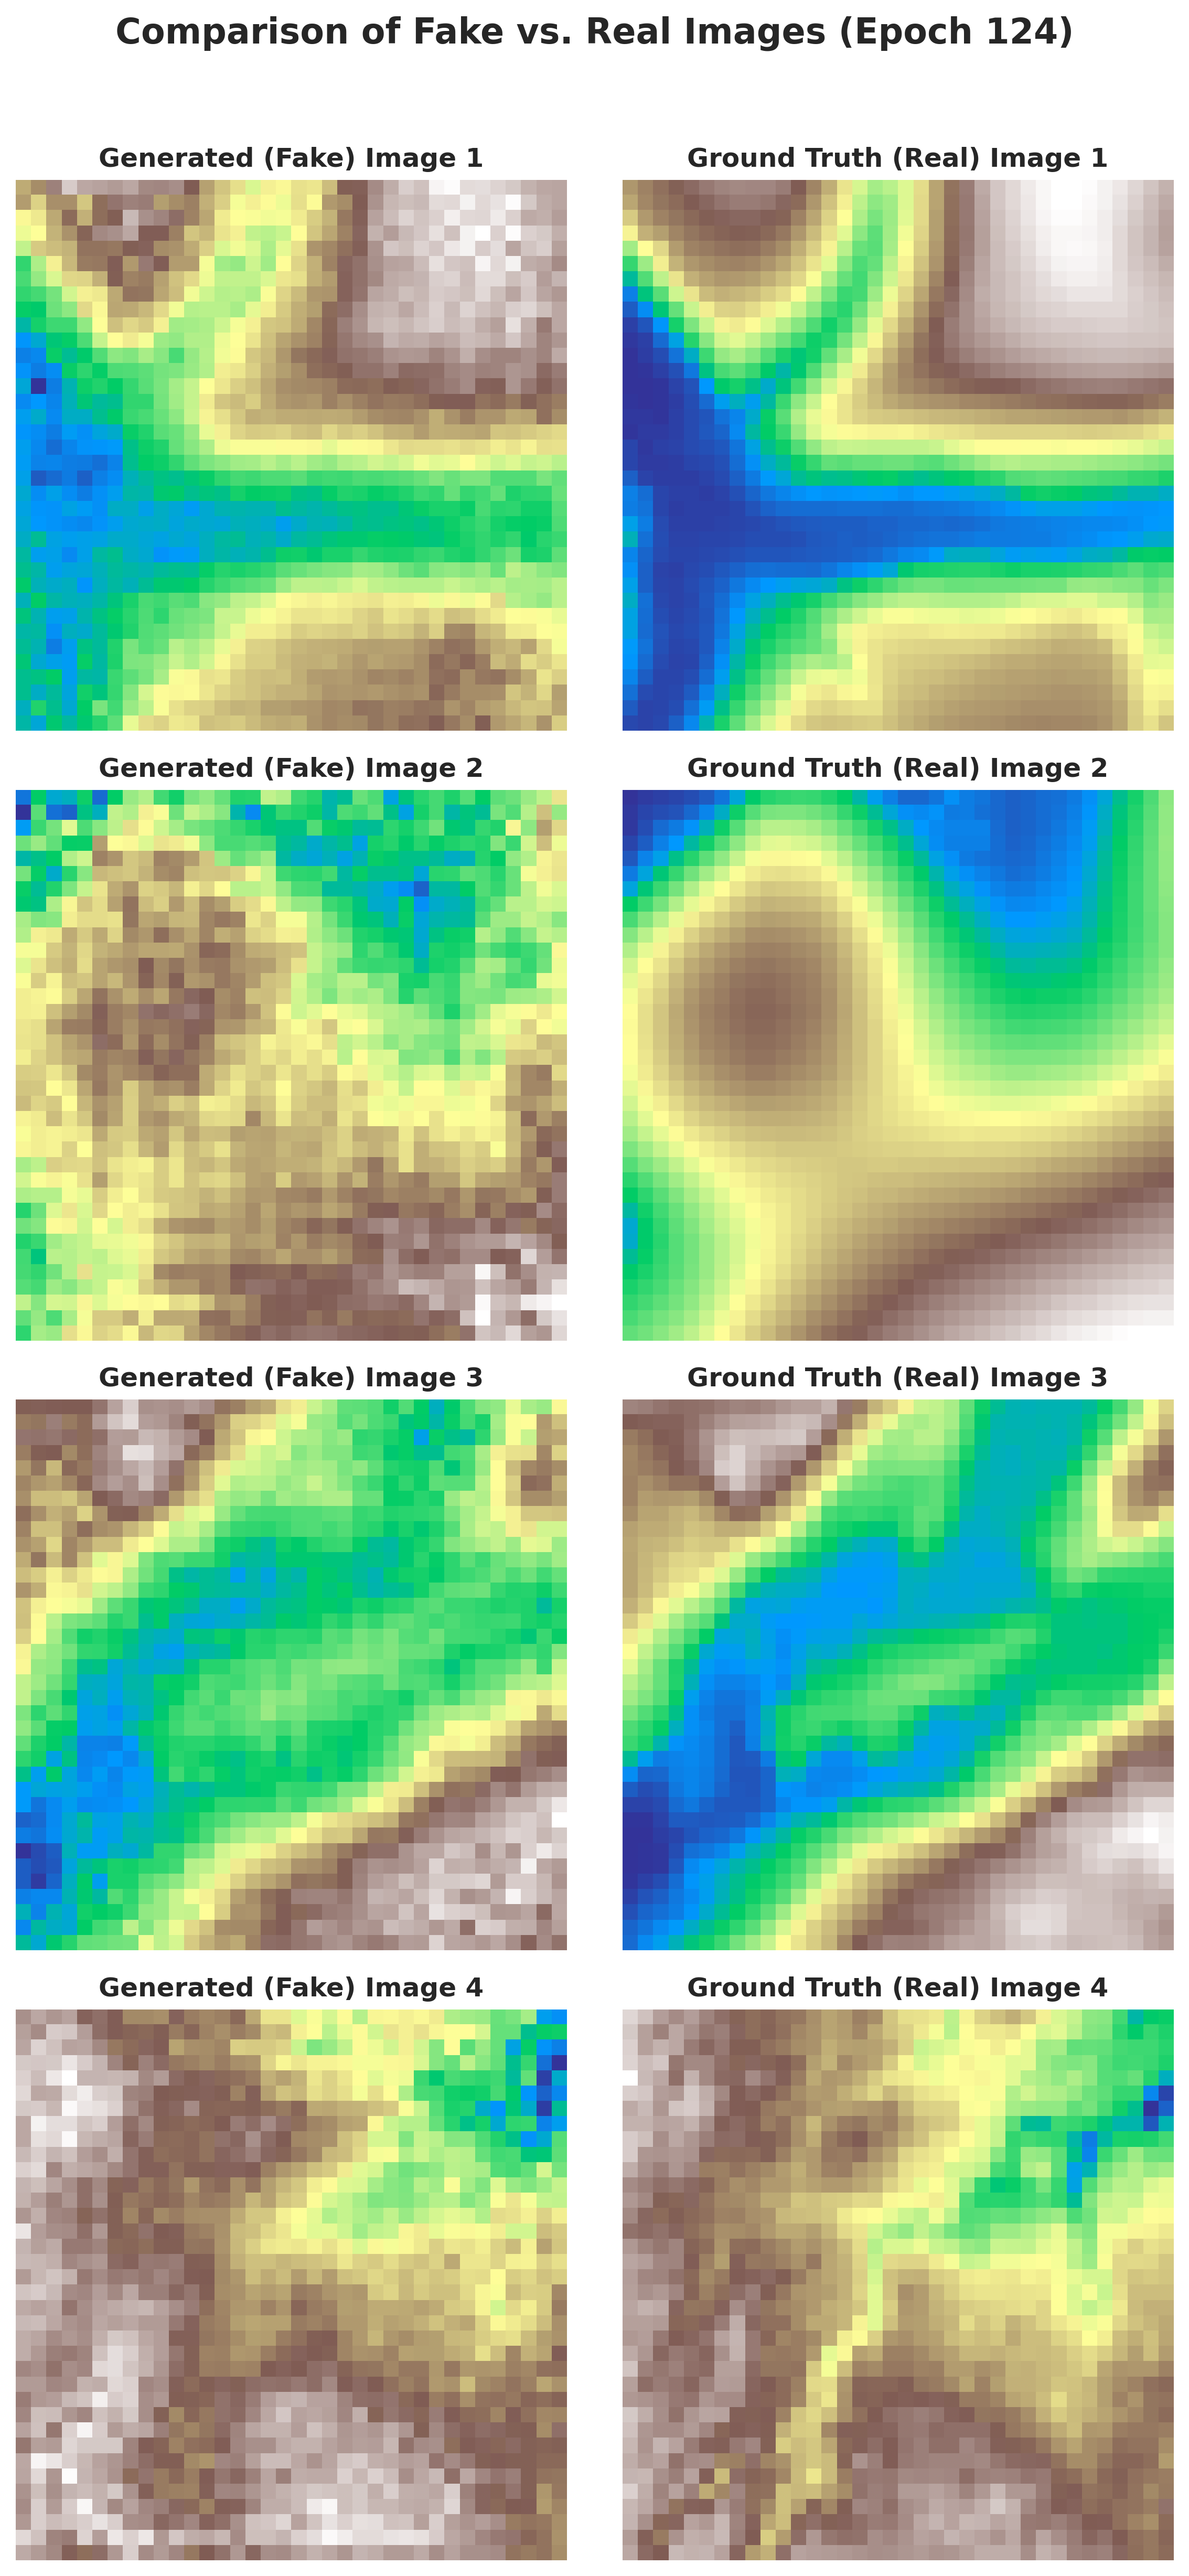 Comparison of Fake vs. Real Images (Epoch 124)
Generated (Fake) Image 1
Ground Truth (Real) Image 1
Generated (Fake) Image 2
Ground Truth (Real) Image 2
Generated (Fake) Image 3
Ground Truth (Real) Image 3
Generated (Fake) Image 4
Ground Truth (Real) Image 4